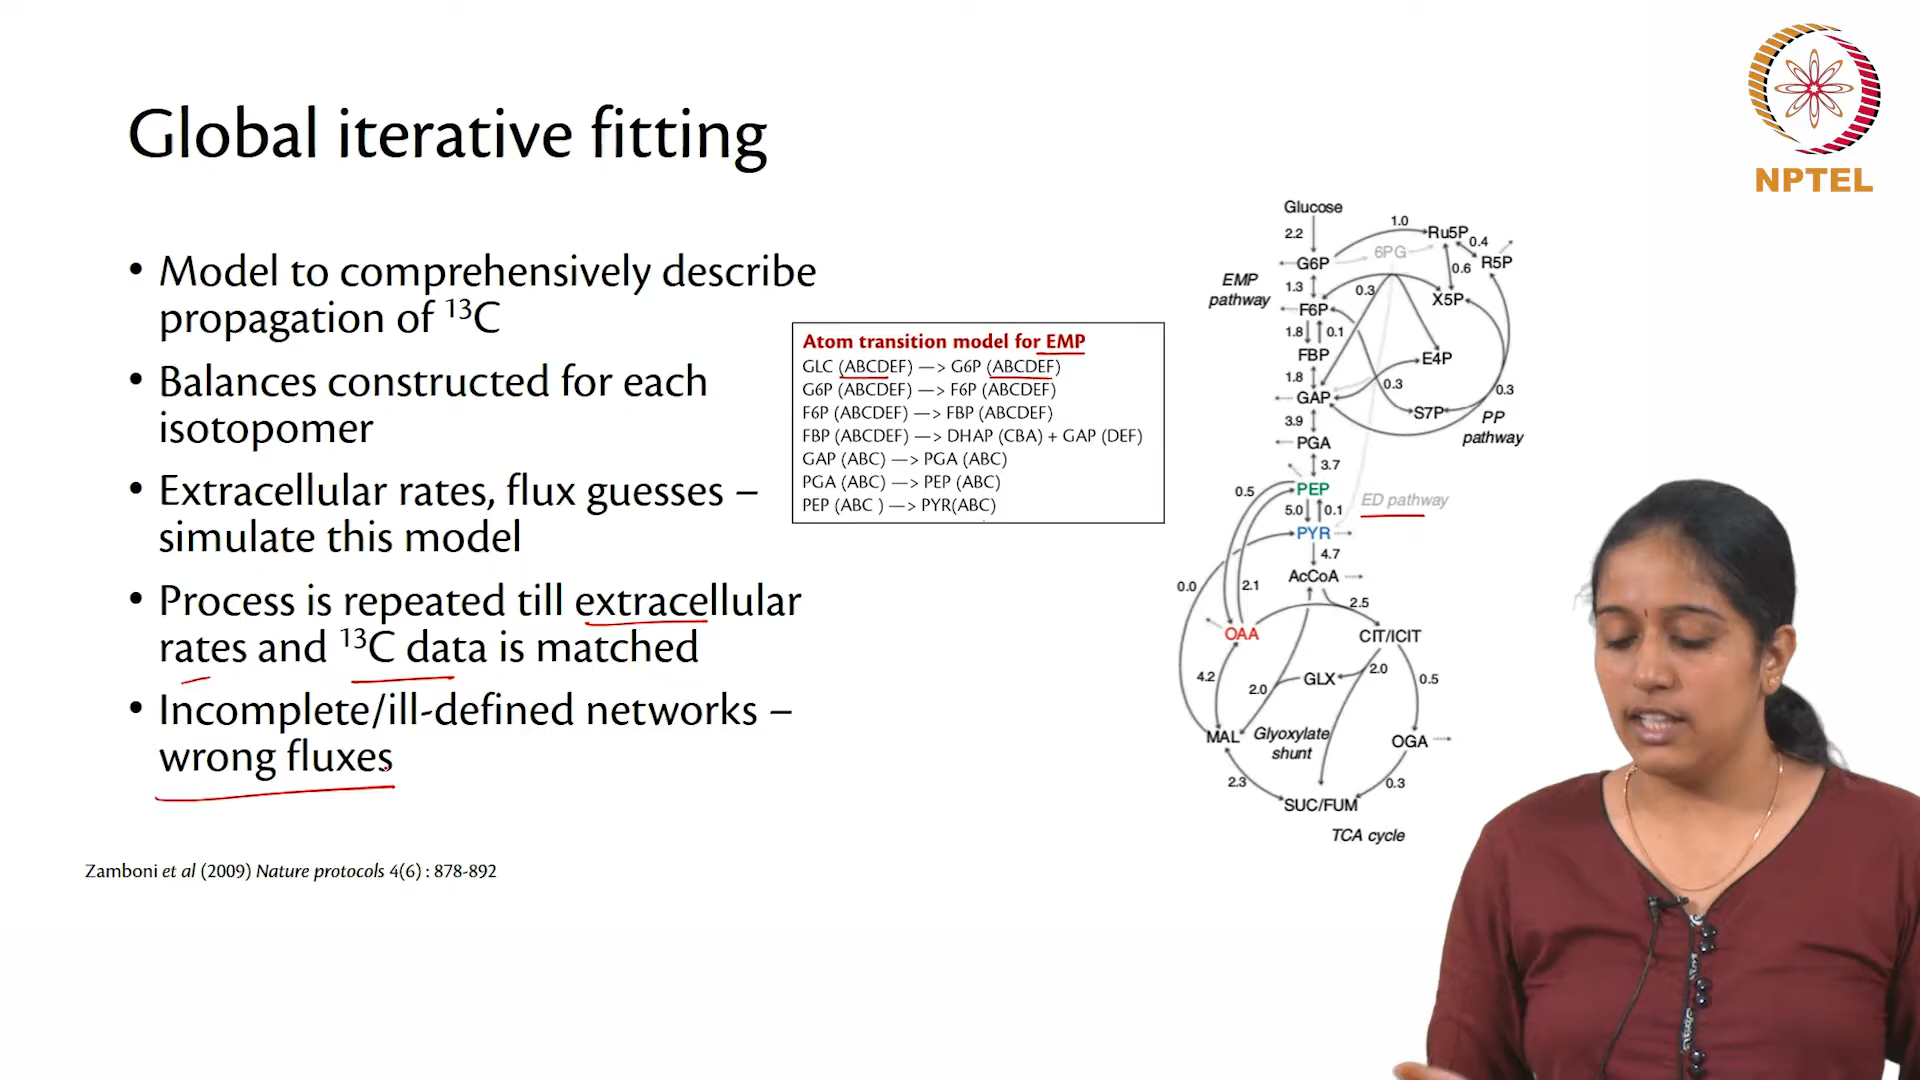 Global iterative fitting
NPTEL
• Model to comprehensively describe
propagation of ¹³C
• Balances constructed for each
isotopomer
• Extracellular rates, flux guesses –
simulate this model
• Process is repeated till extracellular
rates and ¹³C data is matched
• Incomplete/ill-defined networks –
wrong fluxes
Zamboni et al (2009) Nature protocols 4(6) : 878-892
Atom transition model for EMP
GLC (ABCDEF) —> G6P (ABCDEF)
G6P (ABCDEF) —> F6P (ABCDEF)
F6P (ABCDEF) —> FBP (ABCDEF)
FBP (ABCDEF) —> DHAP (CBA) + GAP (DEF)
GAP (ABC) —> PGA (ABC)
PGA (ABC) —> PEP (ABC)
PEP (ABC ) —> PYR(ABC)
Glucose
2.2
1.0
Ru5P
0.4
6PG
G6P
0.6
R5P
EMP
pathway
1.3
0.3
X5P
F6P
1.8
0.1
FBP
E4P
1.8
0.3
0.3
GAP
S7P
PP
pathway
3.9
PGA
3.7
PEP
0.5
ED pathway
5.0
0.1
PYR
4.7
AcCoA
0.0
2.1
2.5
OAA
CIT/ICIT
4.2
2.0
GLX
2.0
0.5
MAL
Glyoxylate
shunt
OGA
2.3
0.3
SUC/FUM
TCA cycle